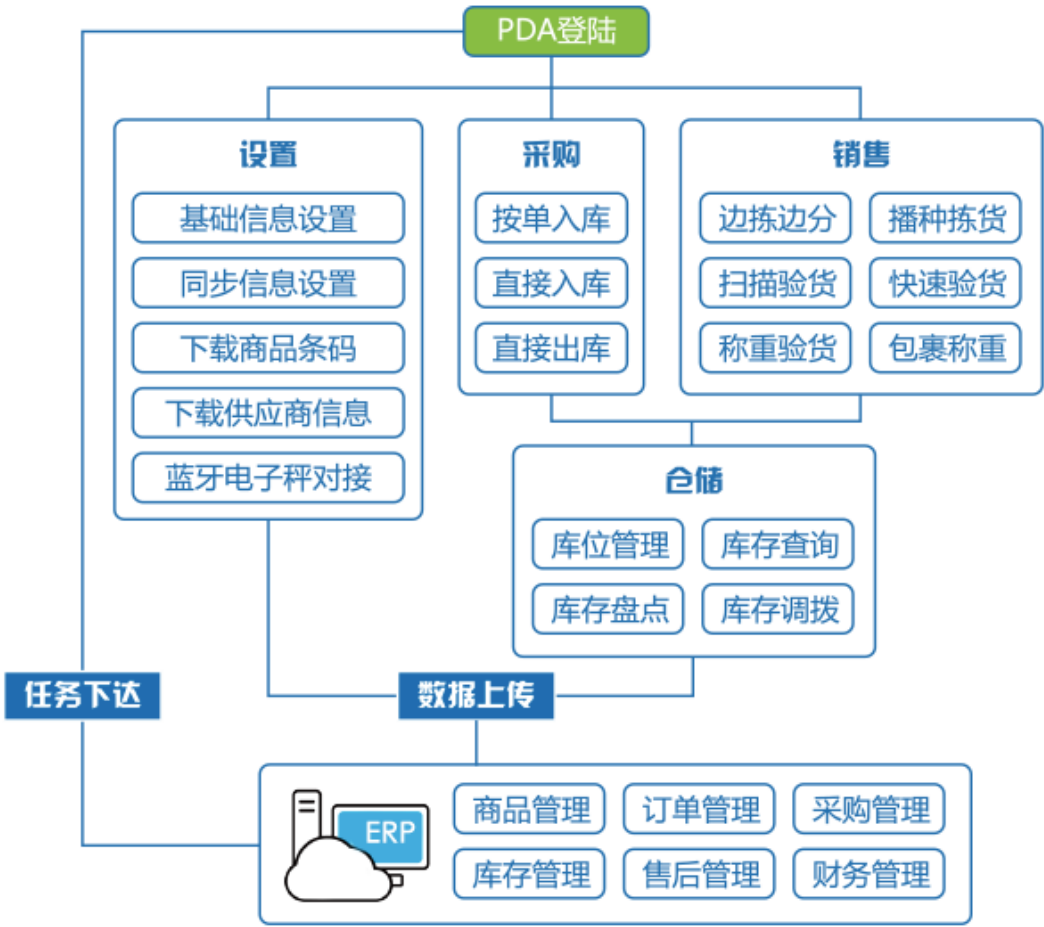 PDA登陆
设置
基础信息设置
同步信息设置
下载商品条码
下载供应商信息
蓝牙电子秤对接
采购
按单入库
直接入库
直接出库
销售
边拣边分 播种拣货
扫描验货 快速验货
称重验货 包裹称重
仓储
库位管理 库存查询
库存盘点 库存调拨
任务下达
数据上传
ERP
商品管理 订单管理 采购管理
库存管理 售后管理 财务管理